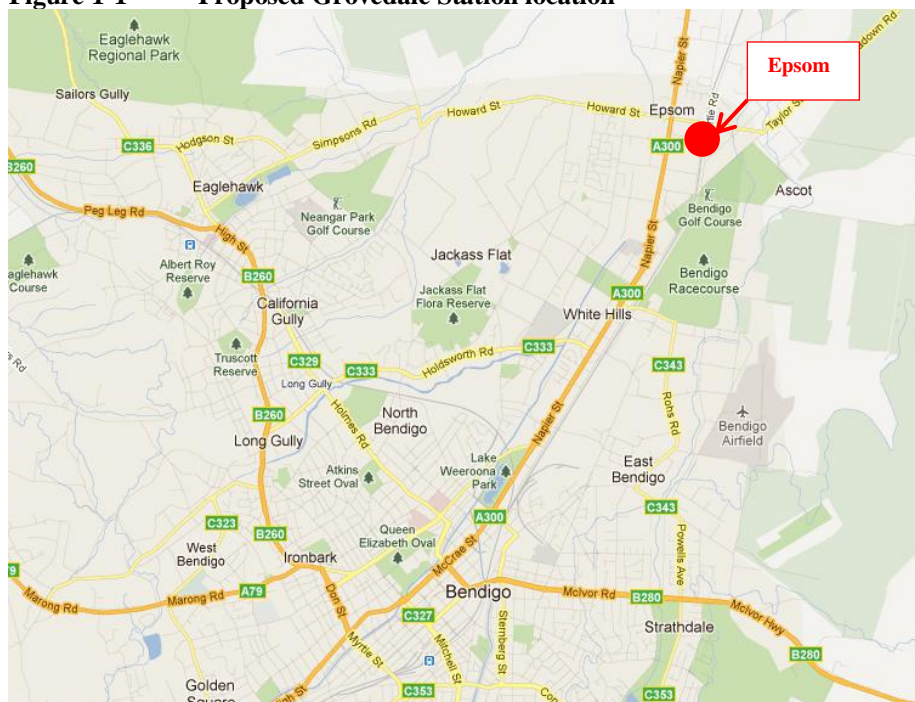 Figure 1-1 Proposed Grovedale Station location
Eaglehawk
Regional Park
Napier St
Epsom
Sailors Gully
Howard St
Howard St
Epsom
Taylor St
C336
Hodgson St
Simpsons Rd
A300
B260
Eaglehawk
Ascot
Peg Leg Rd
High St
Neangar Park
Golf Course
Bendigo
Golf Course
Napier St
Albert Roy
Reserve
Jackass Flat
B260
Bendigo
Racecourse
Course
Jackass Flat
Flora Reserve
A300
California
Gully
White Hills
C333
Truscott
Reserve
C329
C333
Holdsworth Rd
C343
Long Gully
Rohs Rd
Holmes Rd
North
Bendigo
Napier St
Bendigo
Airfield
B260
Long Gully
Lake
Weeroona
Park
East
Bendigo
Atkins
Street Oval
C343
A300
C323
Queen
Elizabeth Oval
Powells Ave
B260
West
Bendigo
Ironbark
McCrae St
Marong Rd
Marong Rd
A79
Don St
Bendigo
McIvor Rd
B280
McIvor Hwy
C327
Strathdale
Myrtle St
Mitchell St
Sternberg St
B280
Golden
Square
C353
C353